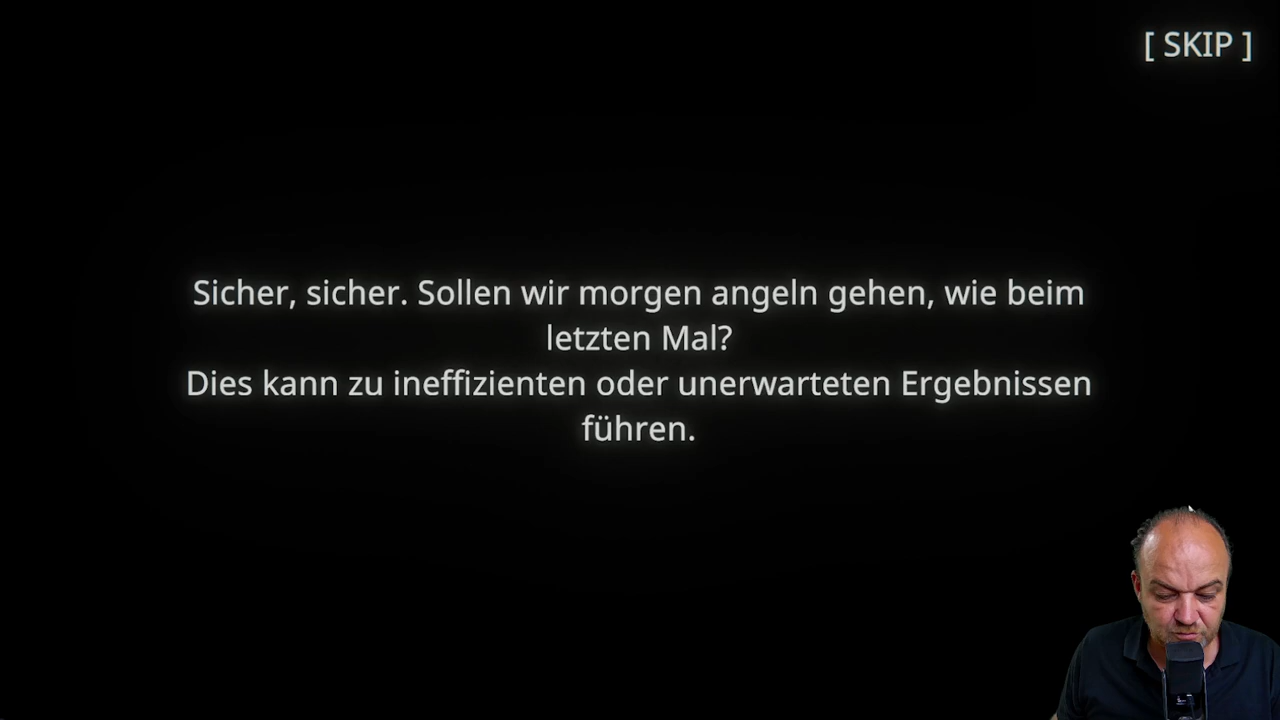 [ SKIP ]
Sicher, sicher. Sollen wir morgen angeln gehen, wie beim
letzten Mal?
Dies kann zu ineffizienten oder unerwarteten Ergebnissen
führen.